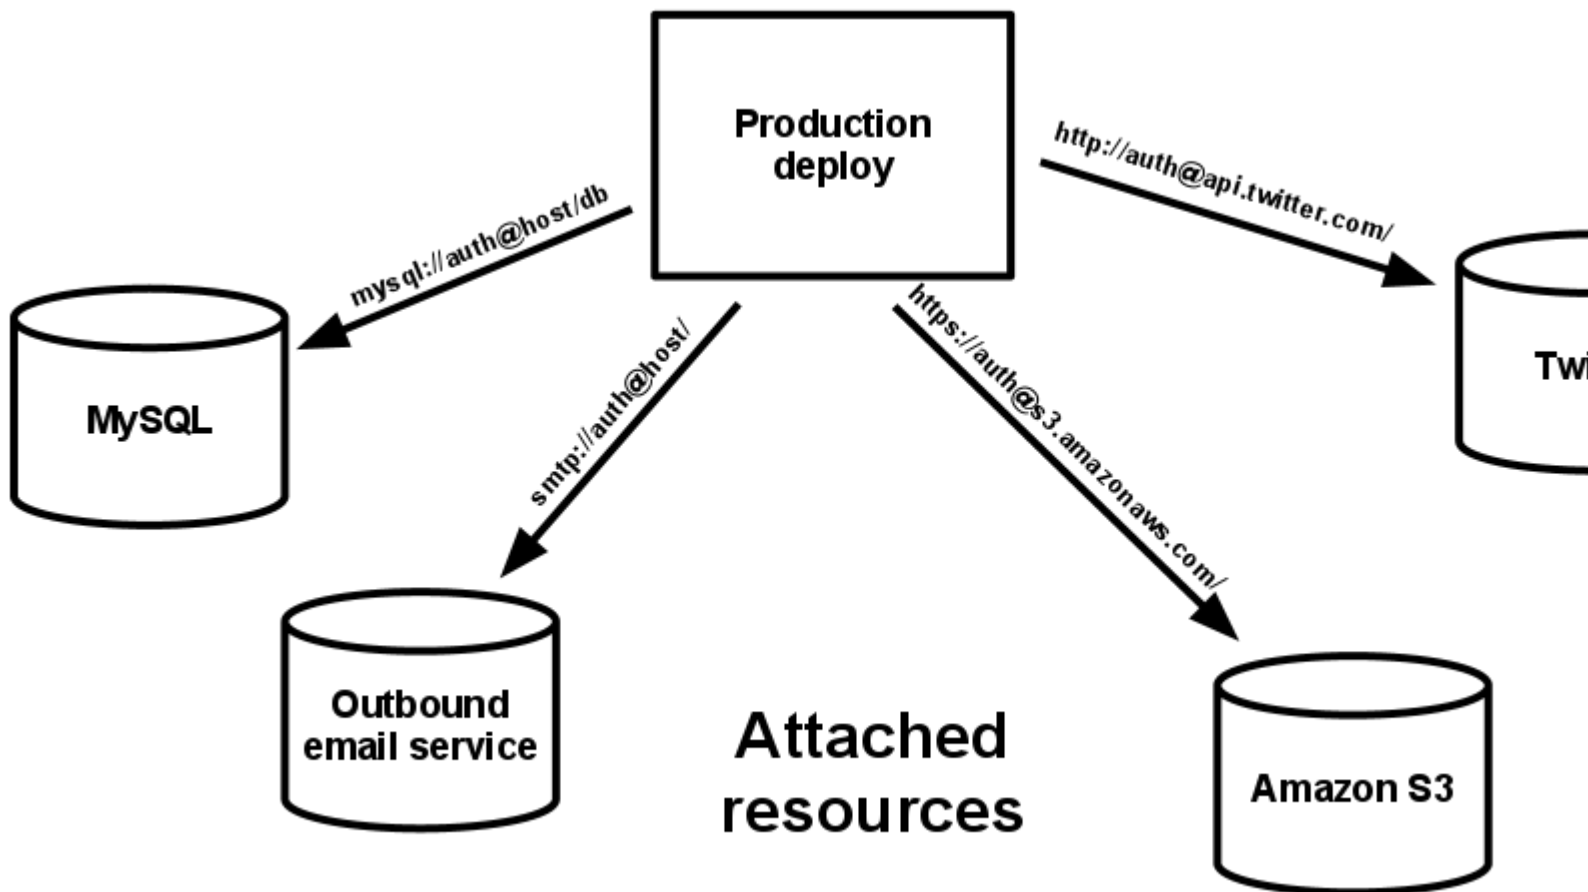 Production
deploy
http://auth@api.twitter.com/
mysql://auth@host/db
smtp://auth@host/
https://auth@s3.amazonaws.com/
Twi
MySQL
Outbound
email service
Attached
resources
Amazon S3